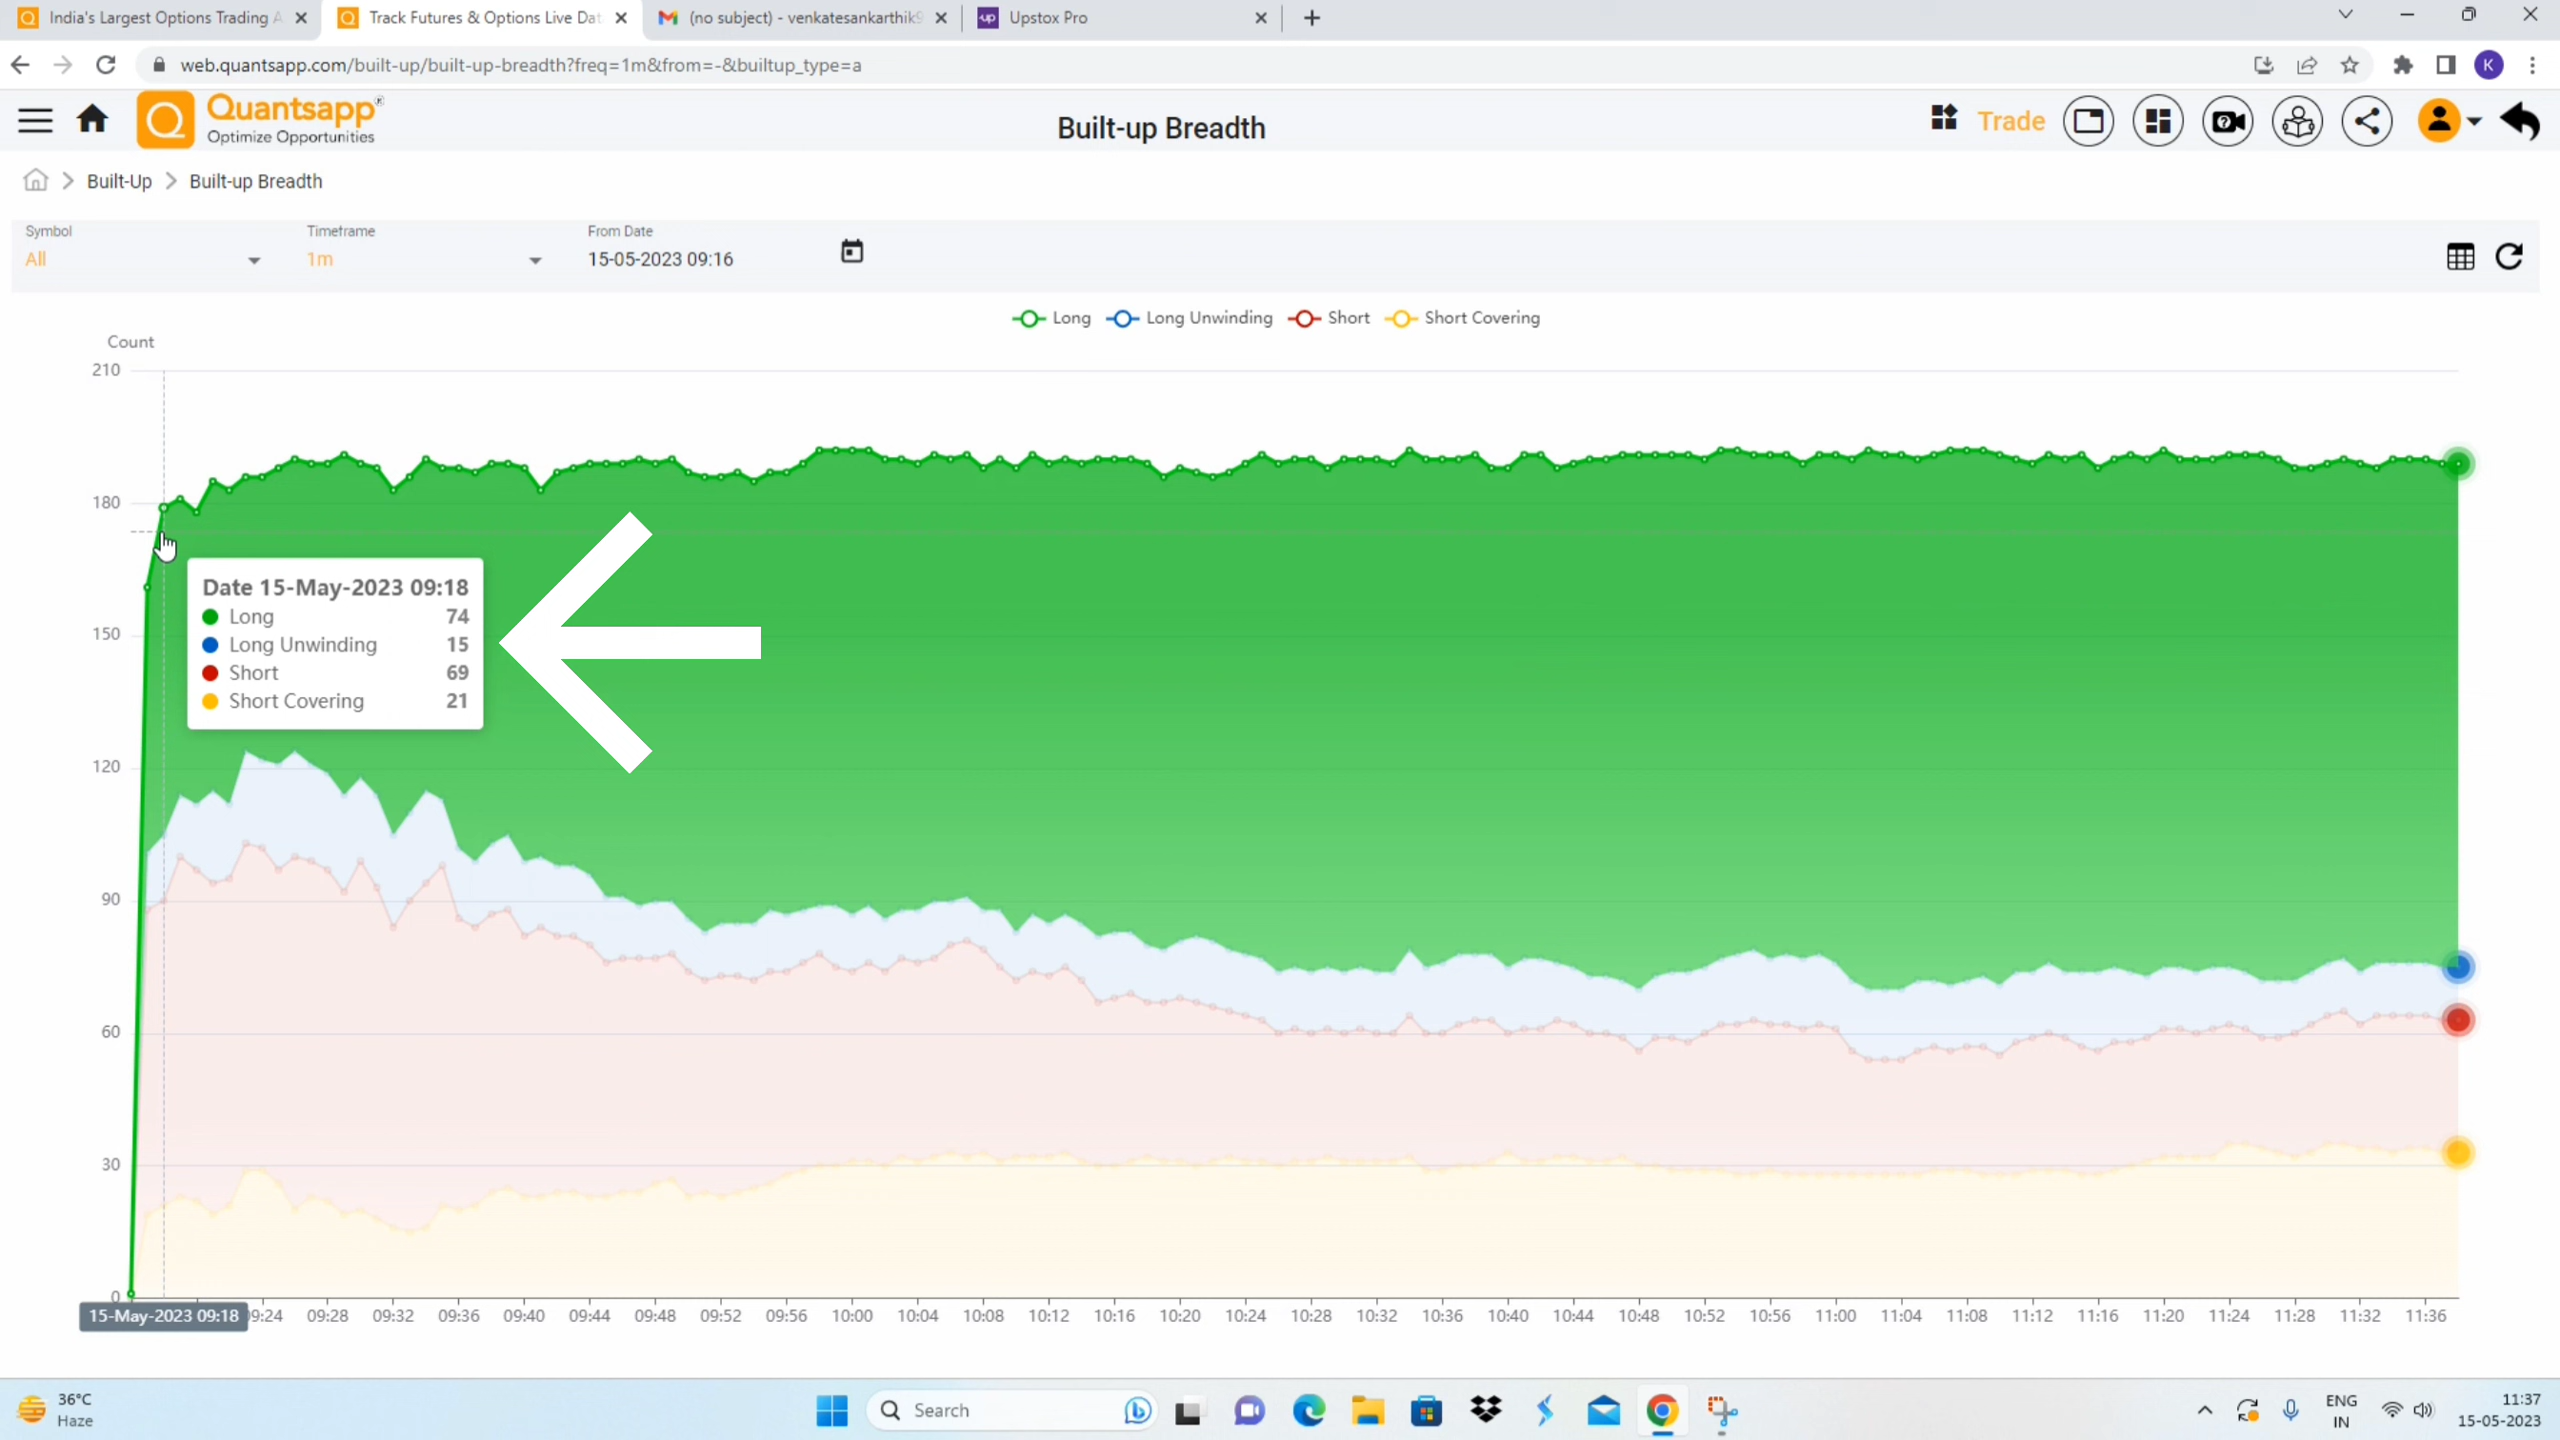 India's Largest Options Trading A
Track Futures & Options Live Dat
(no subject) - venkatesankarthik9
up Upstox Pro
web.quantsapp.com/built-up/built-up-breadth?freq=1m&from=-&builtup_type=a
K
Quantsapp®
Optimize Opportunities
Built-up Breadth
Trade
Built-Up > Built-up Breadth
Symbol
All
Timeframe
1m
From Date
15-05-2023 09:16
Long Long Unwinding Short Short Covering
Count
210
180
150
120
90
60
30
0
Date 15-May-2023 09:18
Long 74
Long Unwinding 15
Short 69
Short Covering 21
15-May-2023 09:18 09:24 09:28 09:32 09:36 09:40 09:44 09:48 09:52 09:56 10:00 10:04 10:08 10:12 10:16 10:20 10:24 10:28 10:32 10:36 10:40 10:44 10:48 10:52 10:56 11:00 11:04 11:08 11:12 11:16 11:20 11:24 11:28 11:32 11:36
36°C
Haze
Search
ENG
IN
11:37
15-05-2023